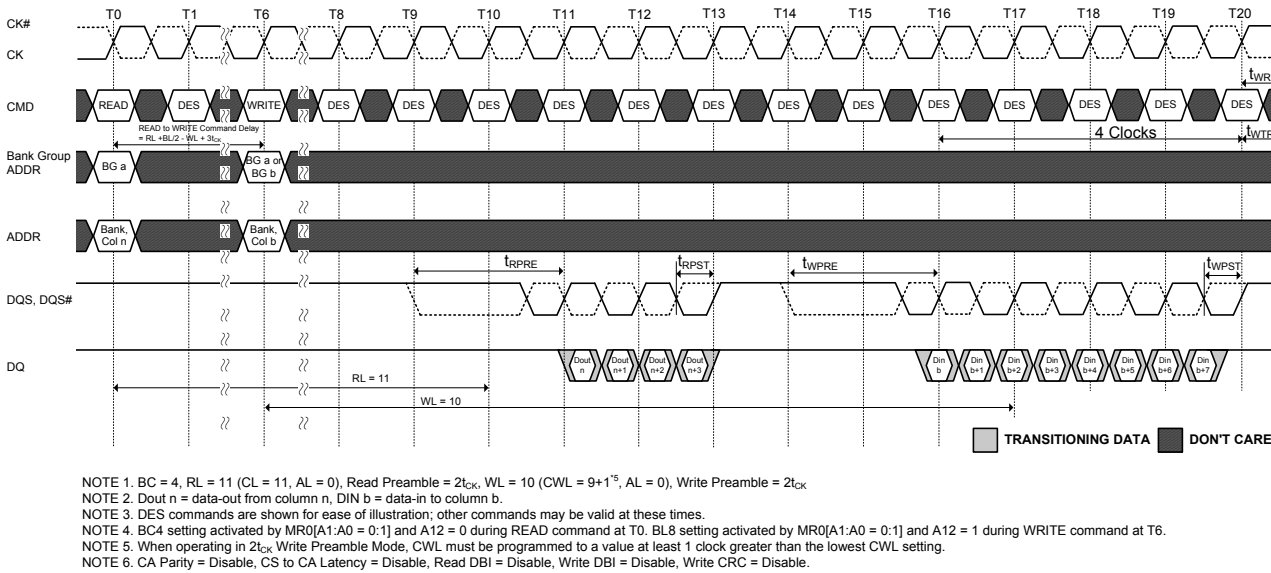 T0 T1 T6 T8 T9 T10 T11 T12 T13 T14 T15 T16 T17 T18 T19 T20
CK#
CK
tWR
CMD READ DES WRITE DES DES DES DES DES DES DES DES DES DES DES DES DES
READ to WRITE Command Delay
= RL +BL/2 - WL + 3tCK
4 Clocks
tWTR
Bank Group
ADDR
BG a
BG a or
BG b
ADDR
Bank,
Col n
Bank,
Col b
tRPRE tRPST tWPRE tWPST
DQS, DQS#
DQ
Dout
n
Dout
n+1
Dout
n+2
Dout
n+3
Din
b
Din
b+1
Din
b+2
Din
b+3
Din
b+4
Din
b+5
Din
b+6
Din
b+7
RL = 11
WL = 10
TRANSITIONING DATA DON'T CARE
NOTE 1. BC = 4, RL = 11 (CL = 11, AL = 0), Read Preamble = 2tCK, WL = 10 (CWL = 9+1*5, AL = 0), Write Preamble = 2tCK
NOTE 2. Dout n = data-out from column n, DIN b = data-in to column b.
NOTE 3. DES commands are shown for ease of illustration; other commands may be valid at these times.
NOTE 4. BC4 setting activated by MR0[A1:A0 = 0:1] and A12 = 0 during READ command at T0. BL8 setting activated by MR0[A1:A0 = 0:1] and A12 = 1 during WRITE command at T6.
NOTE 5. When operating in 2tCK Write Preamble Mode, CWL must be programmed to a value at least 1 clock greater than the lowest CWL setting.
NOTE 6. CA Parity = Disable, CS to CA Latency = Disable, Read DBI = Disable, Write DBI = Disable, Write CRC = Disable.